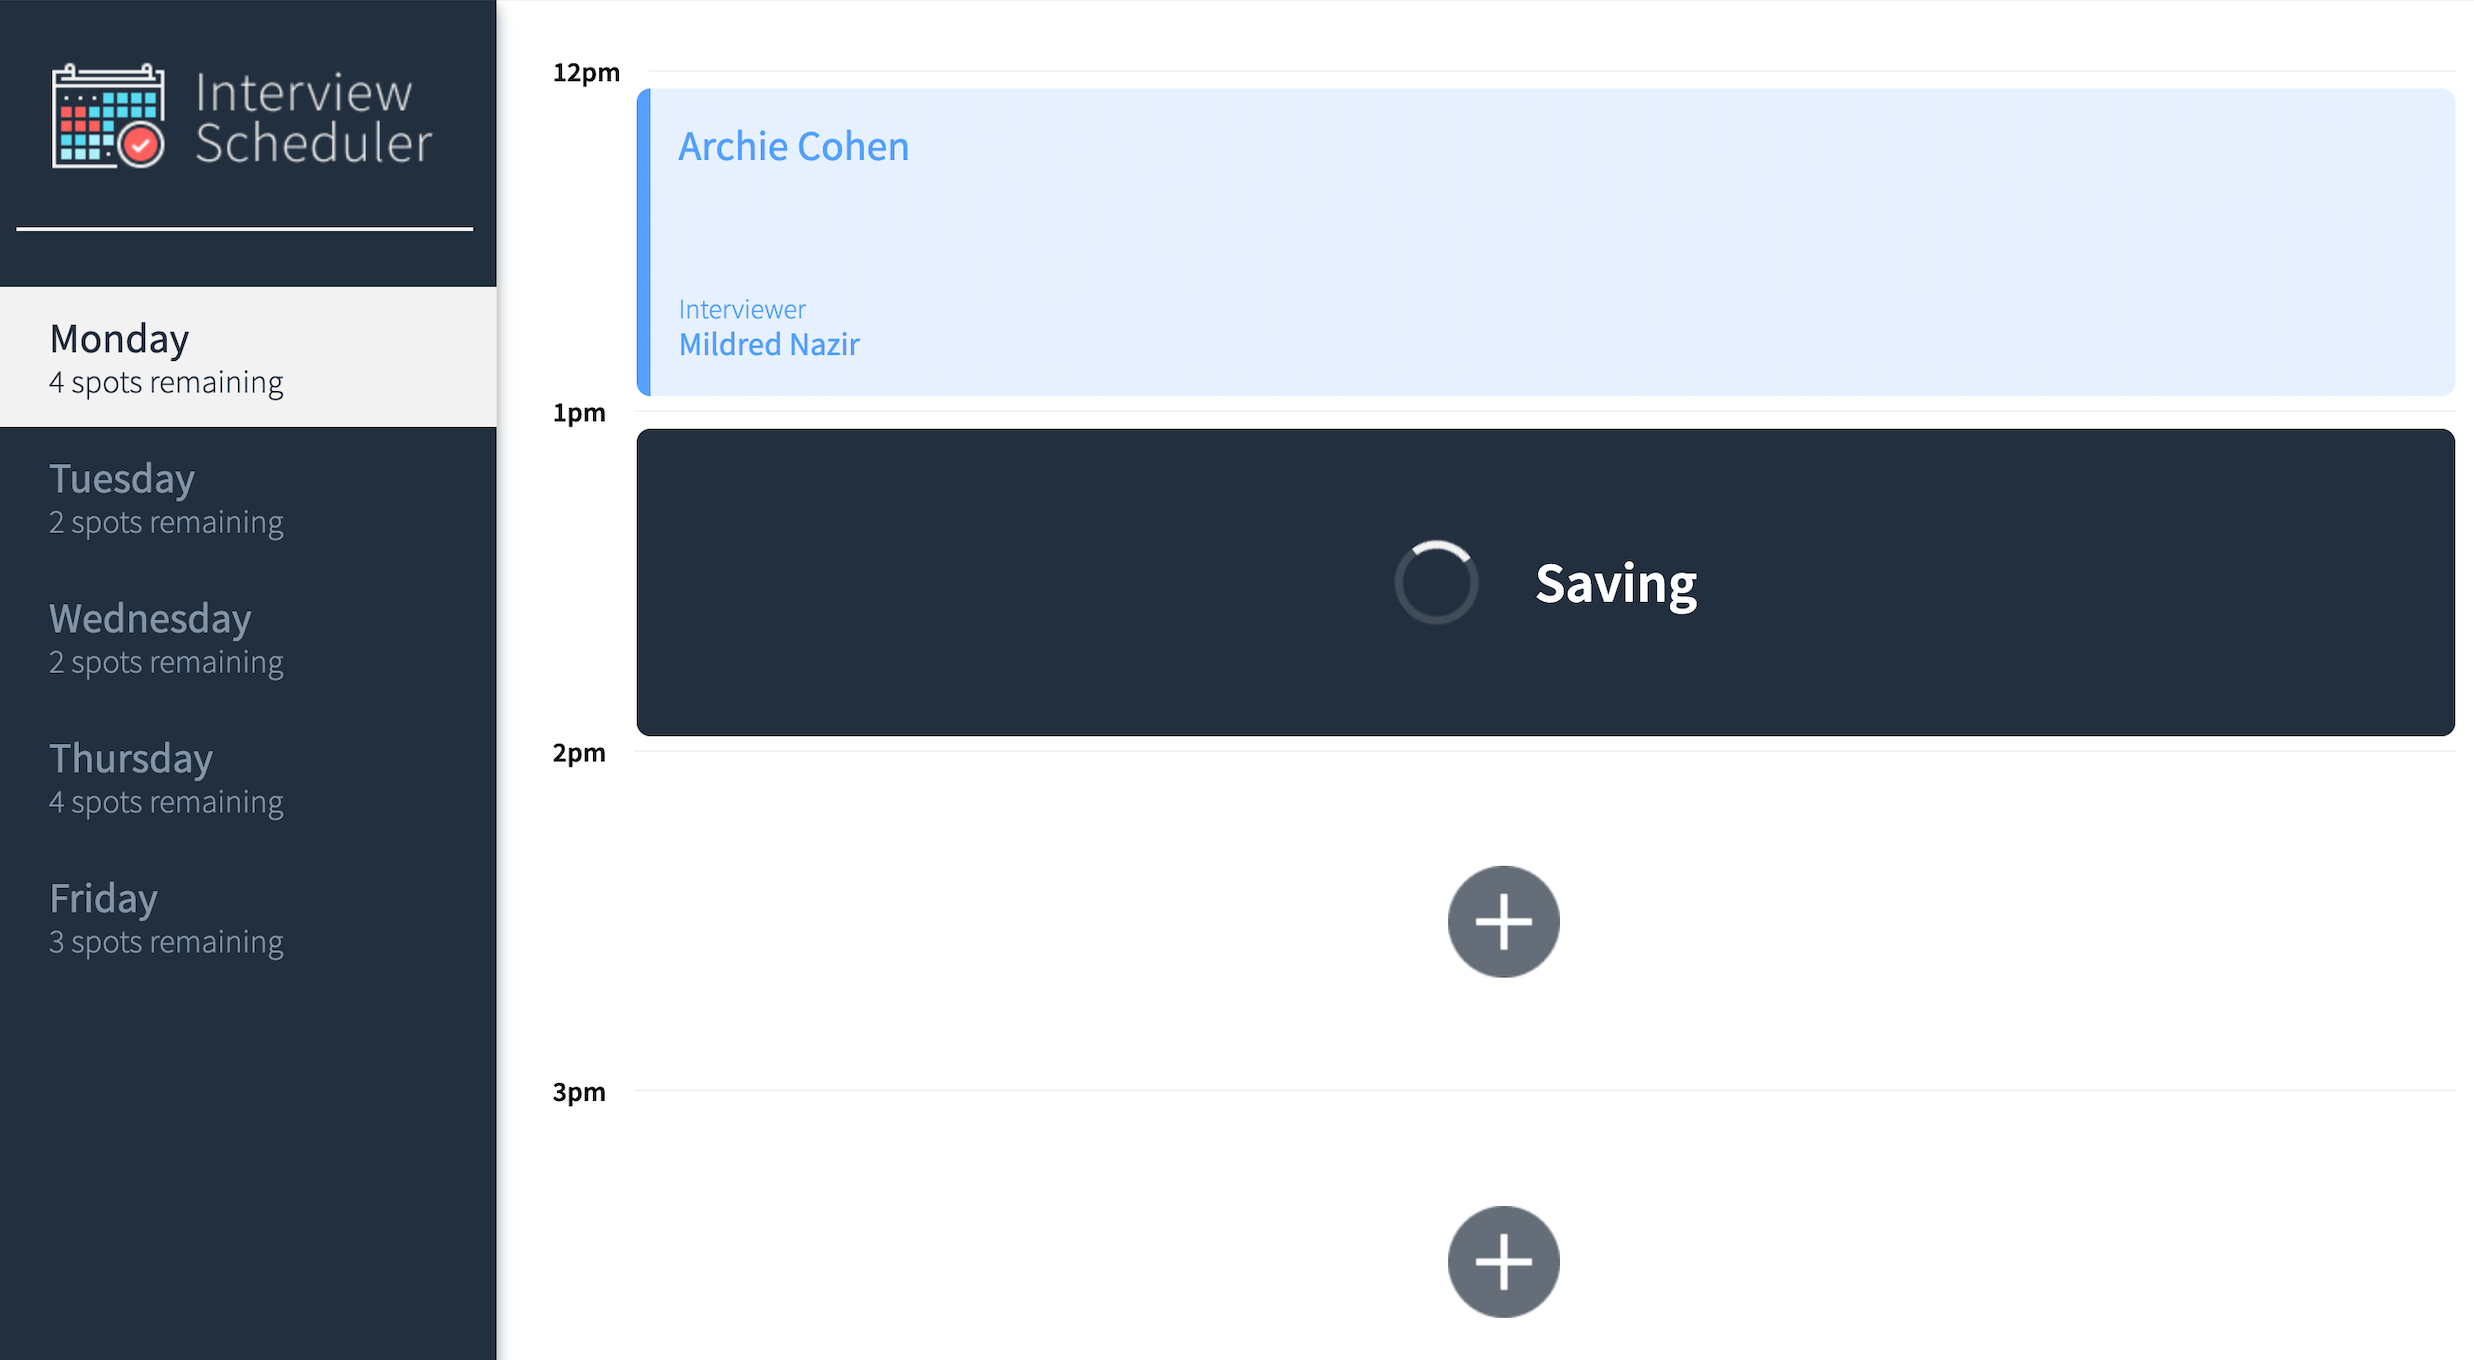 Interview
Scheduler
Monday
4 spots remaining
Tuesday
2 spots remaining
Wednesday
2 spots remaining
Thursday
4 spots remaining
Friday
3 spots remaining
12pm
Archie Cohen
Interviewer
Mildred Nazir
1pm
Saving
2pm
3pm